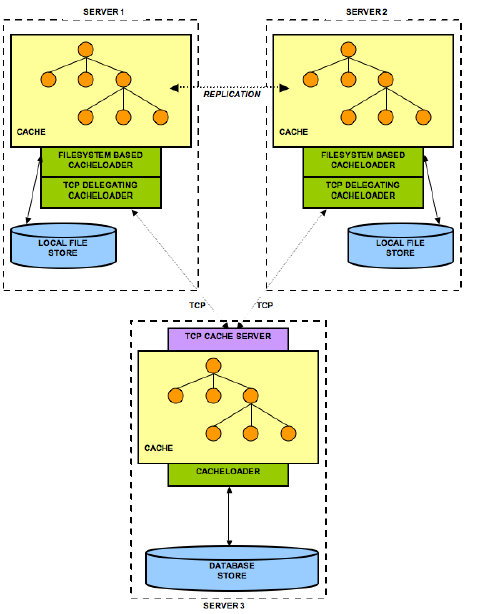 SERVER 1
SERVER 2
REPLICATION
CACHE
CACHE
FILESYSTEM BASED
CACHELOADER
FILESYSTEM BASED
CACHELOADER
TCP DELEGATING
CACHELOADER
TCP DELEGATING
CACHELOADER
LOCAL FILE
STORE
LOCAL FILE
STORE
TCP
TCP
TCP CACHE SERVER
CACHE
CACHELOADER
DATABASE
STORE
SERVER 3